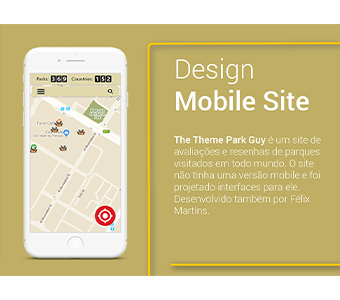 Parks: 369 Countries: 152
Design
Mobile Site
The Theme Park Guy é um site de
avaliações e resenhas de parques
visitados em todo mundo. O site
não tinha uma versão mobile e foi
projetado interfaces para ele.
Desenvolvido também por Félix
Martins.